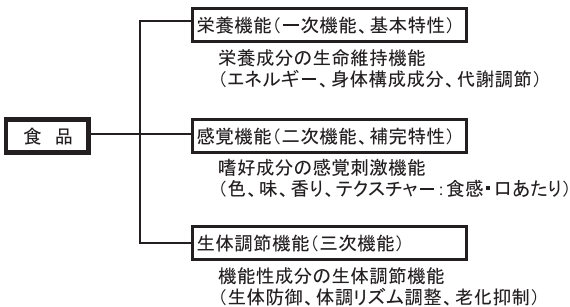 栄養機能(一次機能、基本特性)
栄養成分の生命維持機能
(エネルギー、身体構成成分、代謝調節)
食 品
感覚機能(二次機能、補完特性)
嗜好成分の感覚刺激機能
(色、味、香り、テクスチャー:食感・口あたり)
生体調節機能(三次機能)
機能性成分の生体調節機能
(生体防御、体調リズム調整、老化抑制)